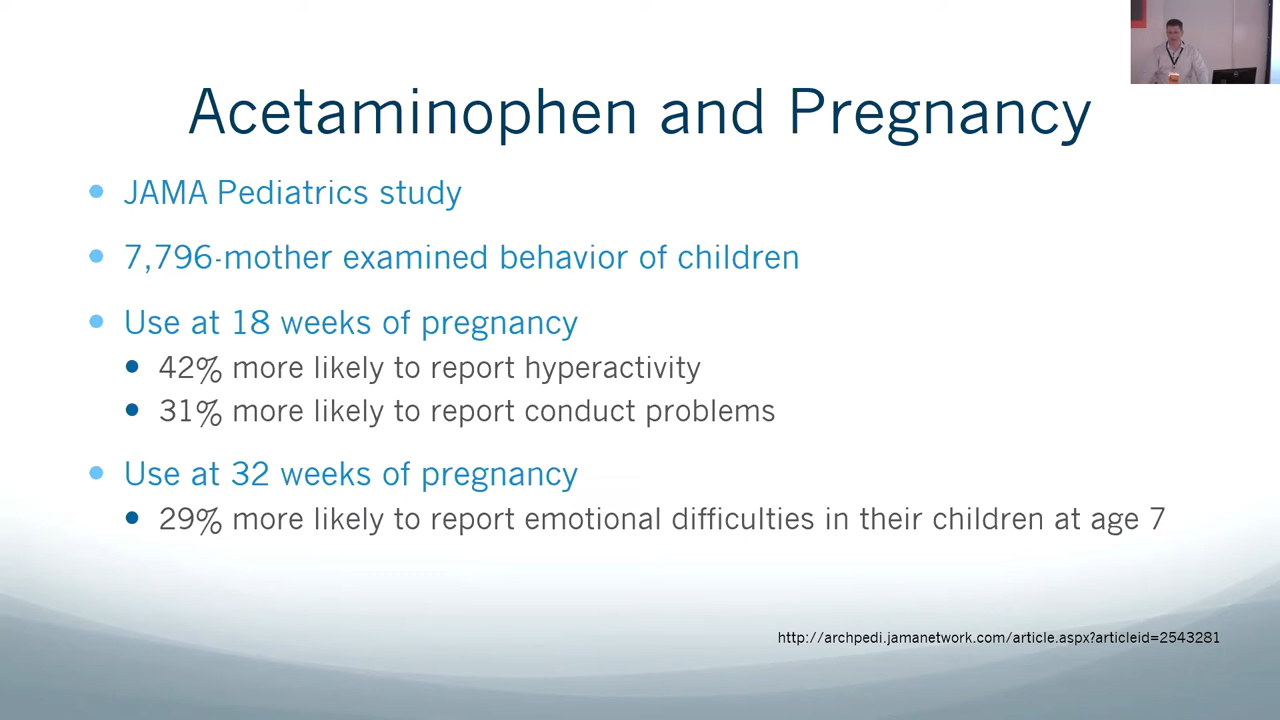 Acetaminophen and Pregnancy
JAMA Pediatrics study
7,796-mother examined behavior of children
Use at 18 weeks of pregnancy
42% more likely to report hyperactivity
31% more likely to report conduct problems
Use at 32 weeks of pregnancy
29% more likely to report emotional difficulties in their children at age 7
http://archpedi.jamanetwork.com/article.aspx?articleid=2543281